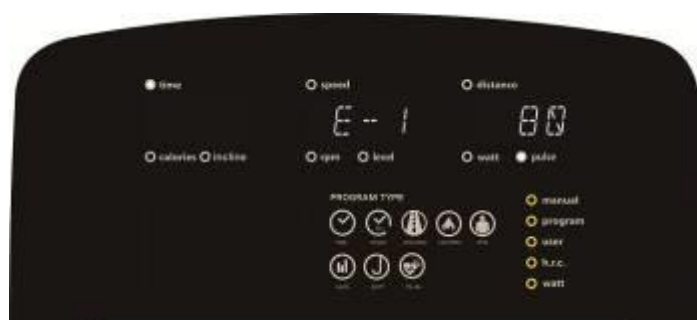 time speed distance
E-- 1 80
calories incline rpm level watt pulse
PROGRAM TYPE
manual
program
user
h.r.c.
watt